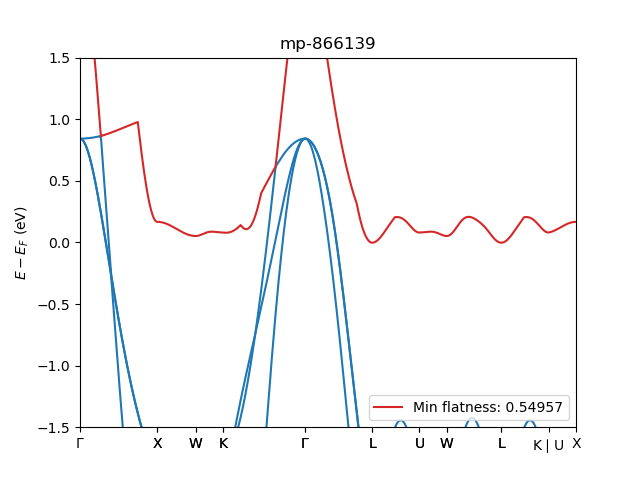 mp-866139
E − E_F (eV)
1.5
1.0
0.5
0.0
−0.5
−1.0
−1.5
Min flatness: 0.54957
Γ X W K Γ L U W L K | U X